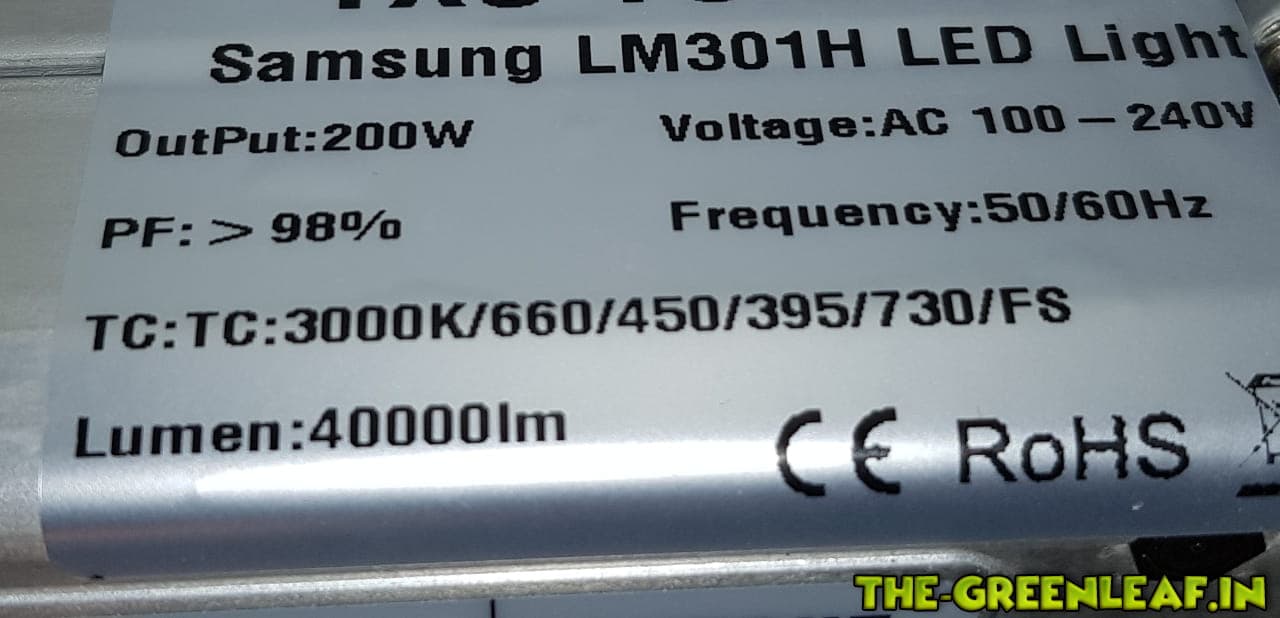 Samsung LM301H LED Light
OutPut:200W Voltage:AC 100 – 240V
PF: > 98% Frequency:50/60Hz
TC:TC:3000K/660/450/395/730/FS
Lumen:40000lm CE RoHS
THE-GREENLEAF.IN